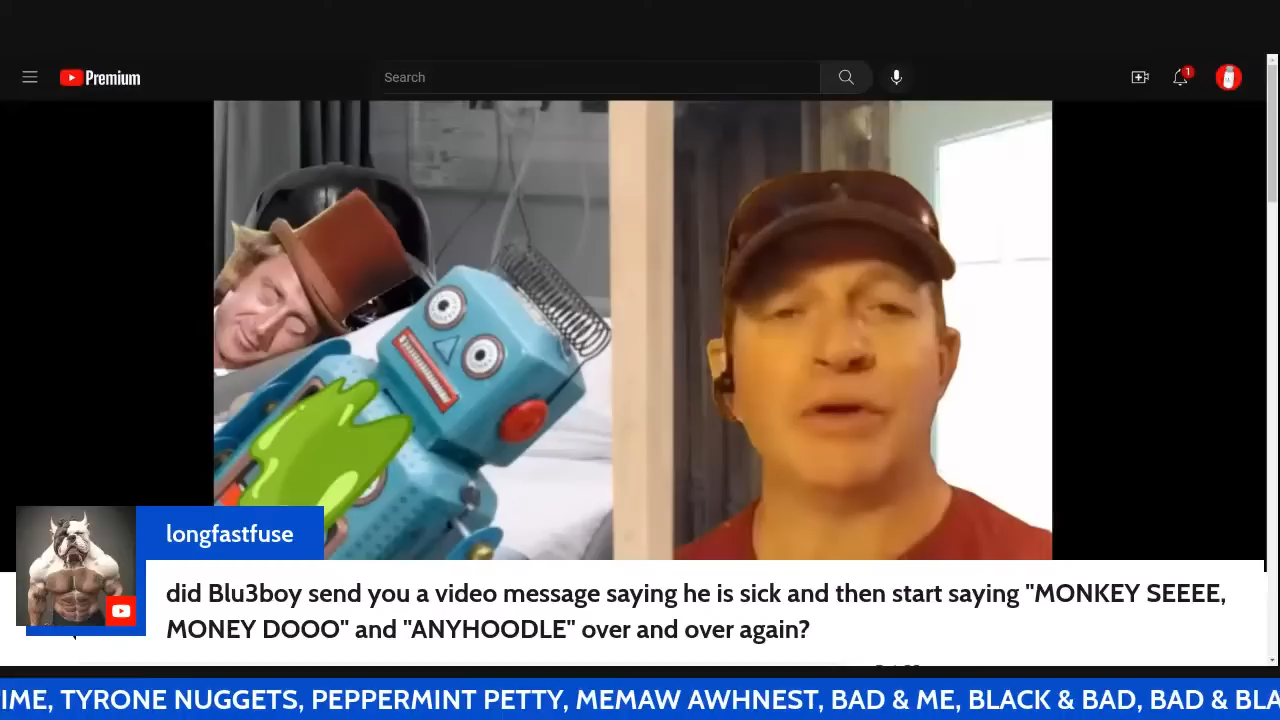 Premium
Search
1
longfastfuse
did Blu3boy send you a video message saying he is sick and then start saying "MONKEY SEEEE,
MONEY DOOO" and "ANYHOODLE" over and over again?
IME, TYRONE NUGGETS, PEPPERMINT PETTY, MEMAW AWHNEST, BAD & ME, BLACK & BAD, BAD & BLA